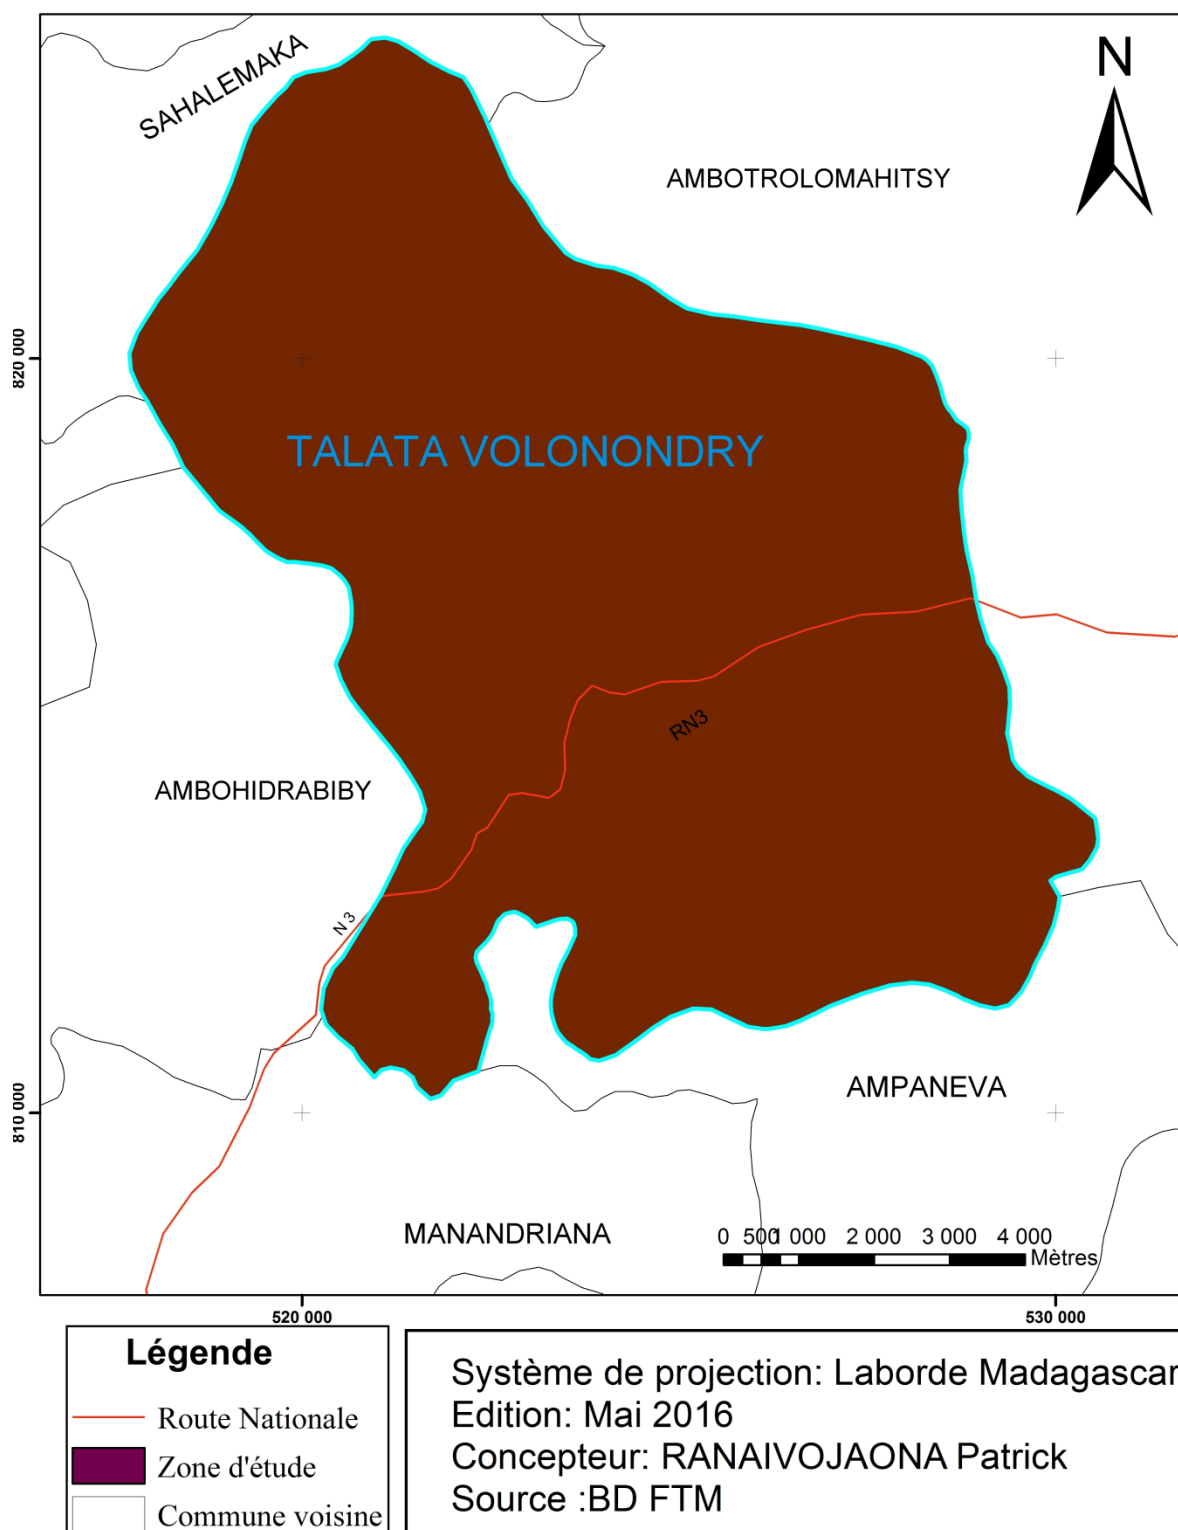 SAHALEMAKA
N
AMBOTROLOMAHITSY
820 000
TALATA VOLONONDRY
RN3
AMBOHIDRABIBY
N 3
810 000
AMPANEVA
MANANDRIANA
0 500 1 000 2 000 3 000 4 000
Mètres
520 000 530 000
Légende
Route Nationale
Zone d'étude
Commune voisine
Système de projection: Laborde Madagascar
Edition: Mai 2016
Concepteur: RANAIVOJAONA Patrick
Source :BD FTM